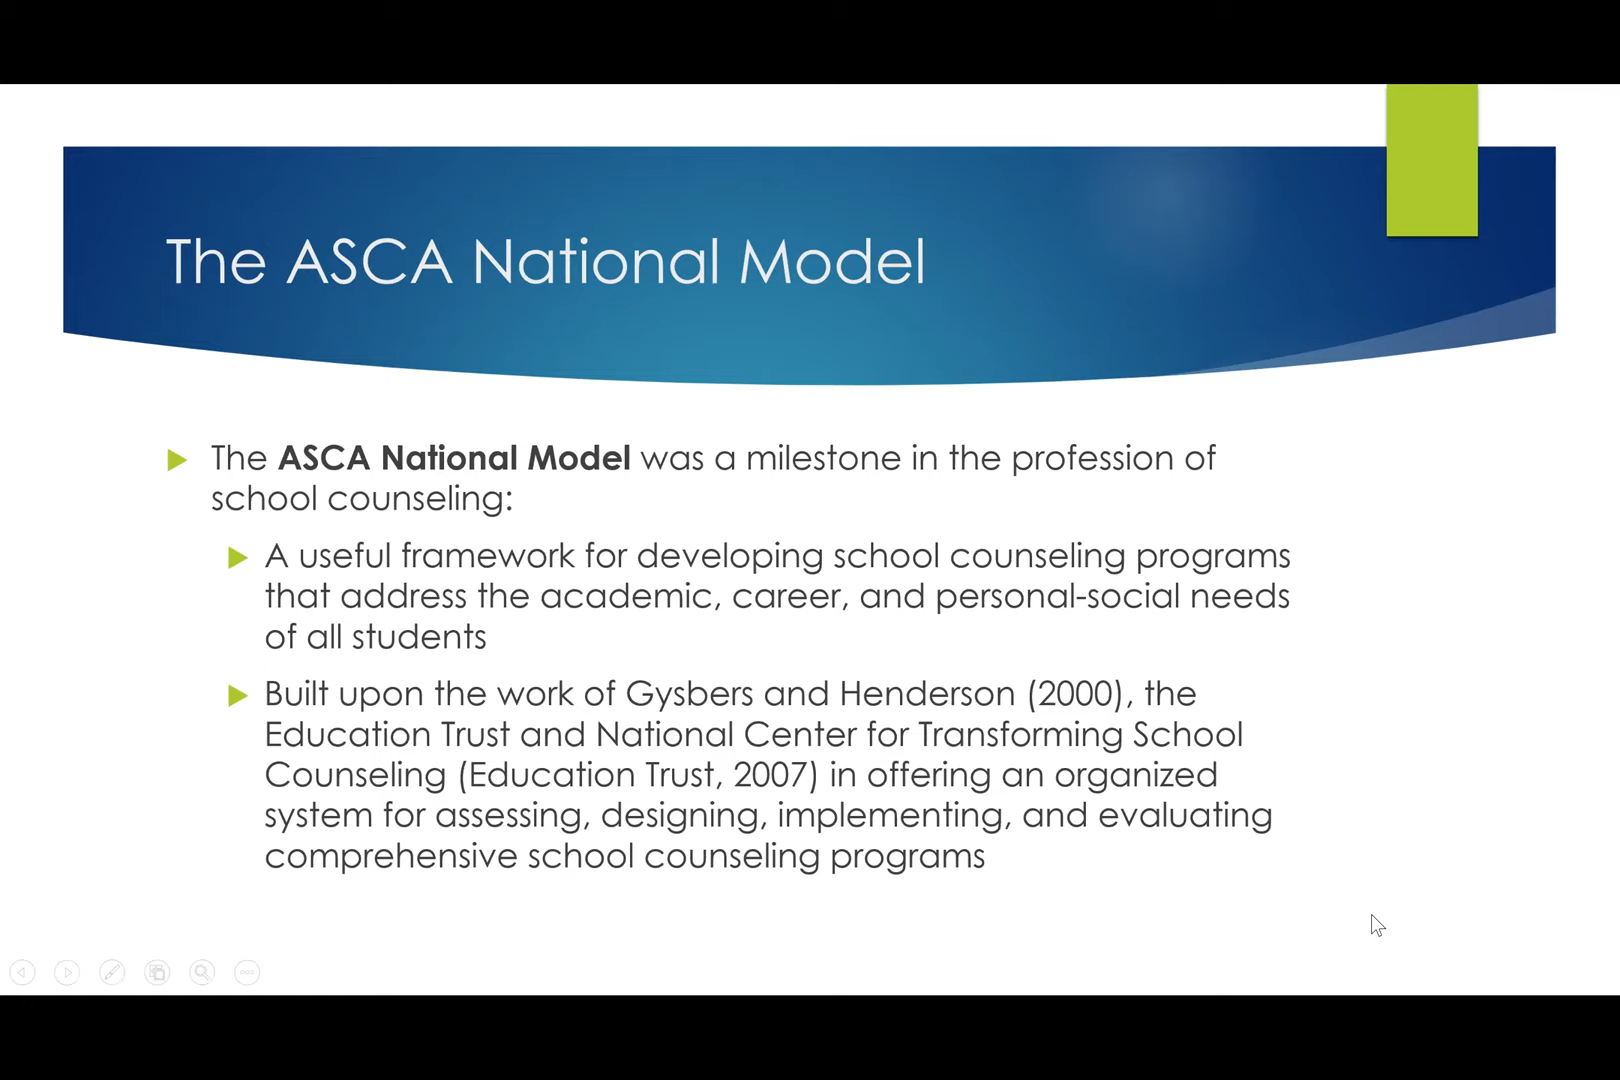 The ASCA National Model
The ASCA National Model was a milestone in the profession of
school counseling:
A useful framework for developing school counseling programs
that address the academic, career, and personal-social needs
of all students
Built upon the work of Gysbers and Henderson (2000), the
Education Trust and National Center for Transforming School
Counseling (Education Trust, 2007) in offering an organized
system for assessing, designing, implementing, and evaluating
comprehensive school counseling programs